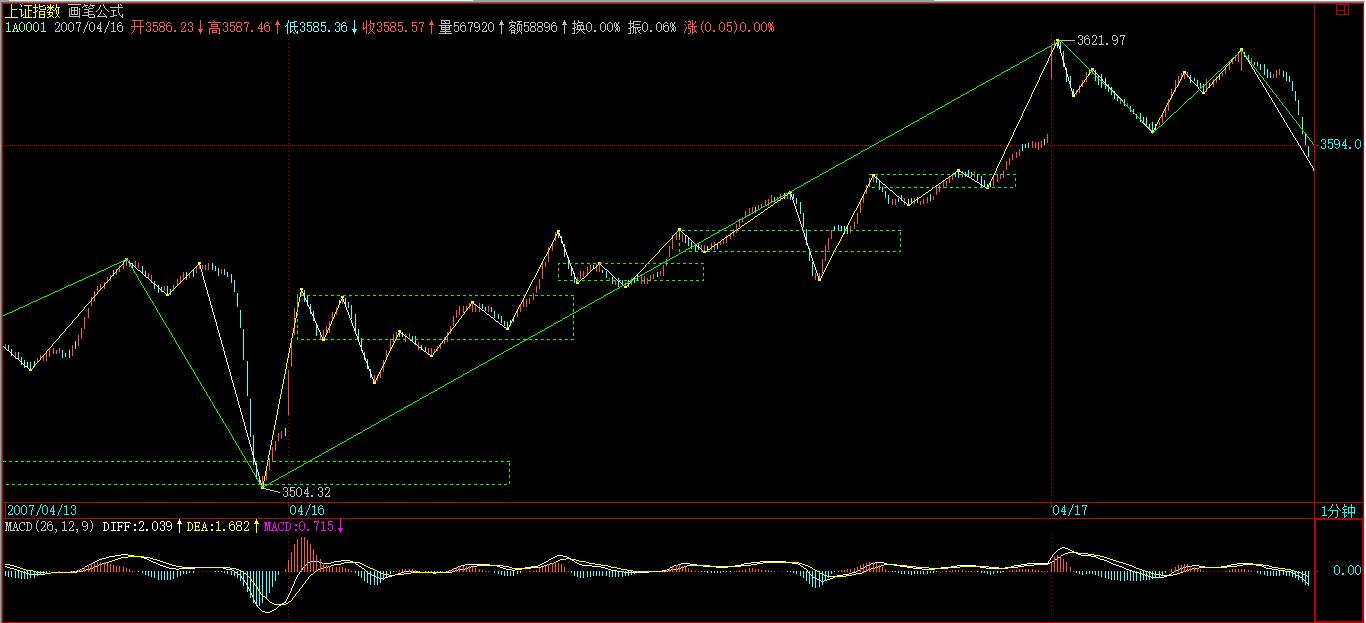 上证指数 画笔公式
1A0001 2007/04/16 开3586.23↓高3587.46↑低3585.36↓收3585.57↑量567920↑额58896↑换0.00% 振0.06% 涨(0.05)0.00%
3621.97
3594.0
3504.32
2007/04/13 04/16 04/17 1分钟
MACD(26,12,9) DIFF:2.039↑DEA:1.682↑MACD:0.715↓
0.00